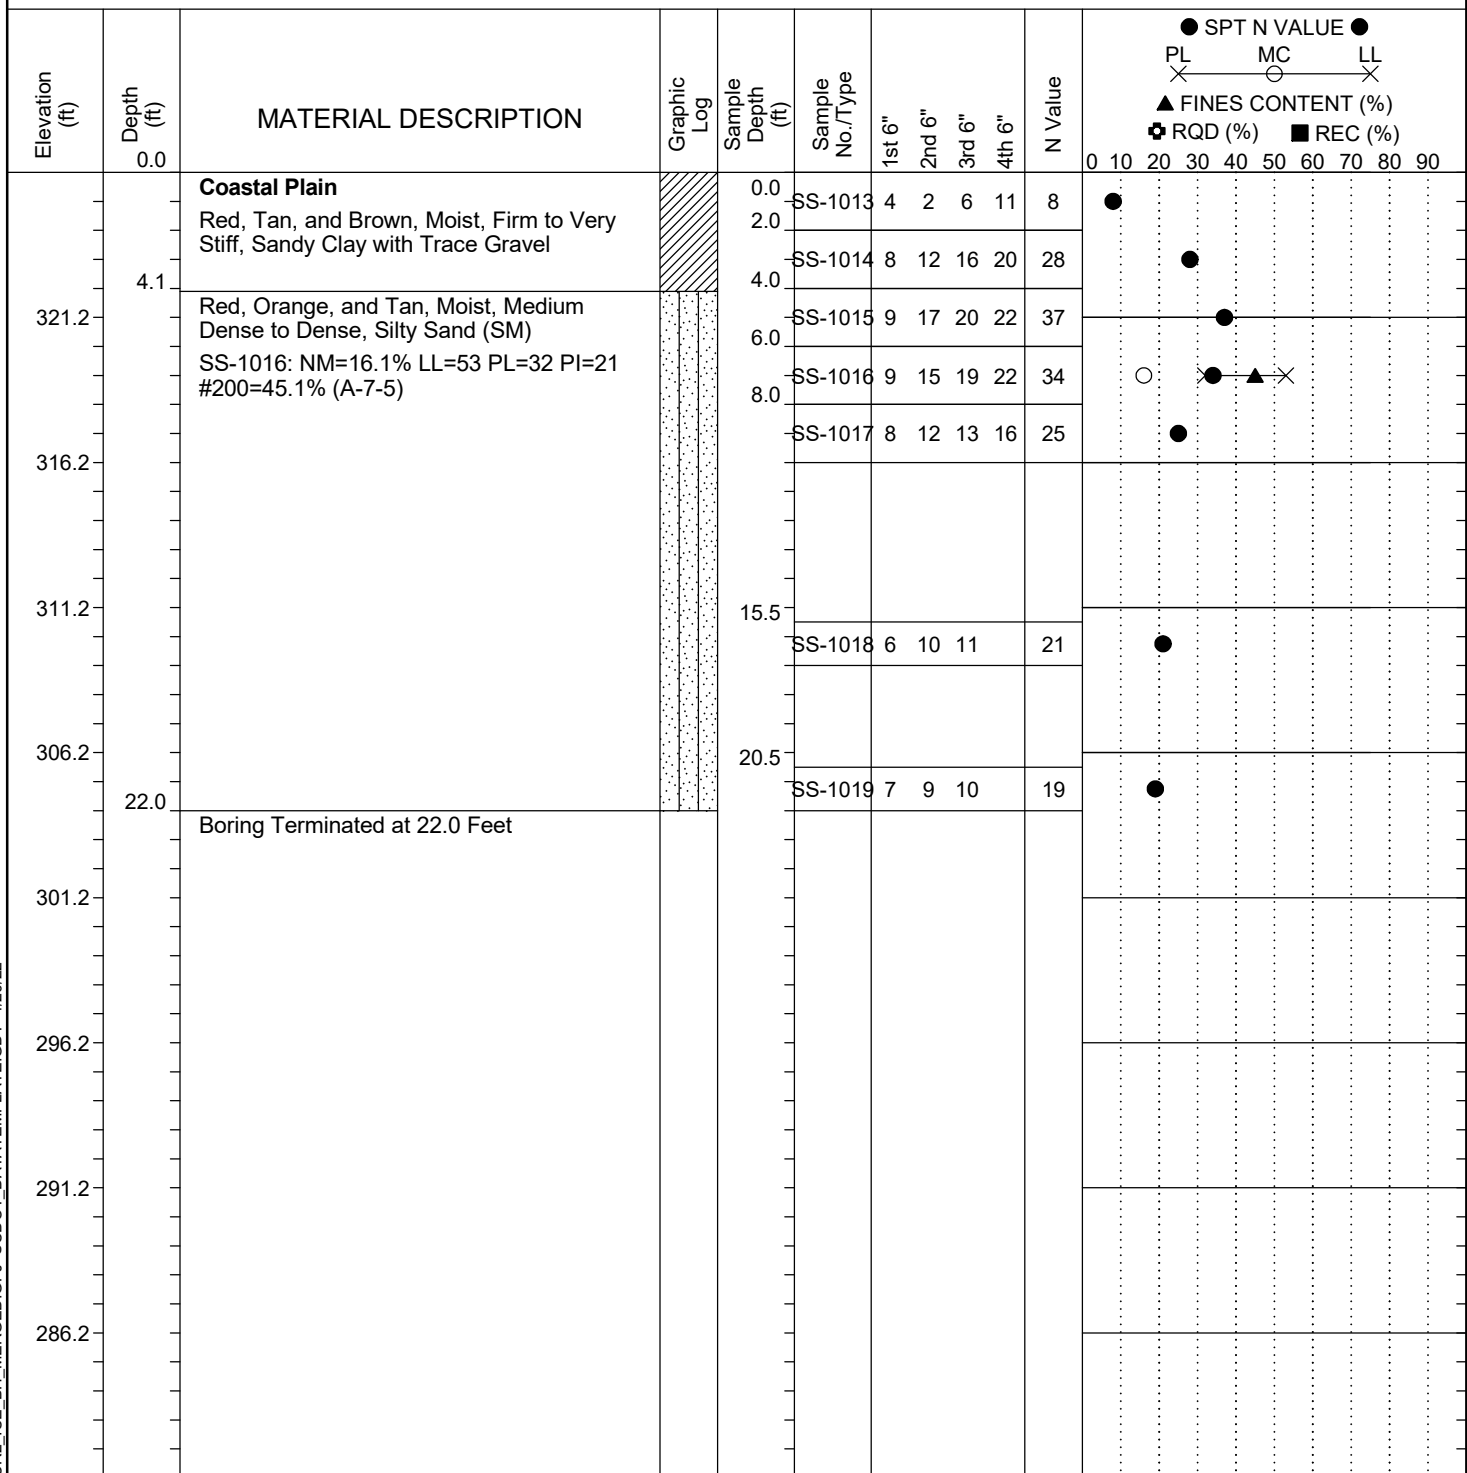 ● SPT N VALUE ●
PL MC LL
▲ FINES CONTENT (%)
RQD (%) ■ REC (%)
Elevation (ft)
Depth (ft)
0.0
MATERIAL DESCRIPTION
Graphic Log
Sample Depth (ft)
Sample No./Type
1st 6"
2nd 6"
3rd 6"
4th 6"
N Value
0 10 20 30 40 50 60 70 80 90
Coastal Plain
Red, Tan, and Brown, Moist, Firm to Very
Stiff, Sandy Clay with Trace Gravel
0.0 SS-1013 4 2 6 11 8
2.0
SS-1014 8 12 16 20 28
4.1
4.0
Red, Orange, and Tan, Moist, Medium
Dense to Dense, Silty Sand (SM)
321.2 SS-1015 9 17 20 22 37
6.0
SS-1016: NM=16.1% LL=53 PL=32 PI=21
#200=45.1% (A-7-5)
SS-1016 9 15 19 22 34
8.0
SS-1017 8 12 13 16 25
316.2
311.2 15.5
SS-1018 6 10 11 21
306.2 20.5
SS-1019 7 9 10 19
22.0
Boring Terminated at 22.0 Feet
301.2
296.2
291.2
286.2